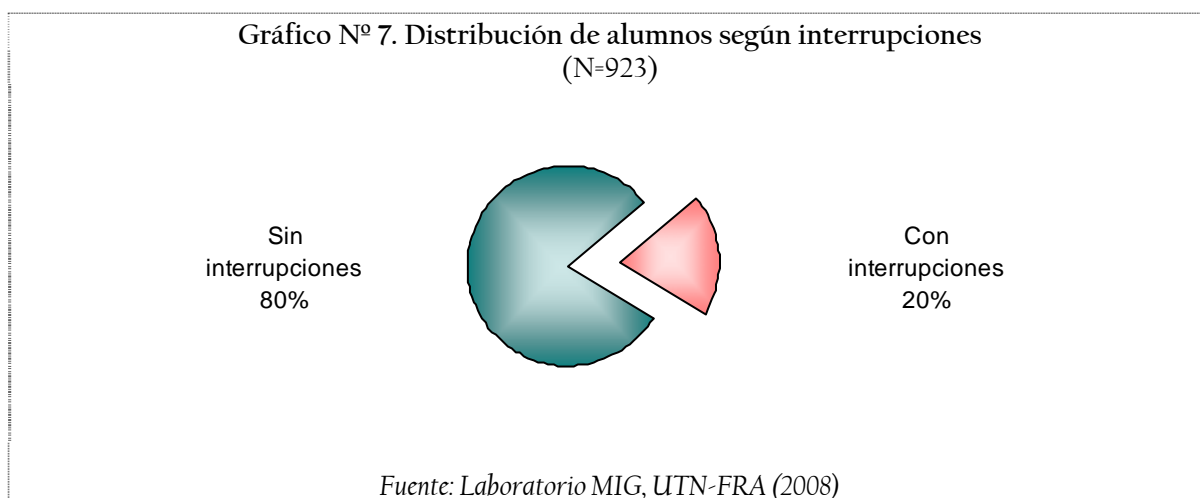 Gráfico Nº 7. Distribución de alumnos según interrupciones
(N=923)
Sin
interrupciones
80%
Con
interrupciones
20%
Fuente: Laboratorio MIG, UTN-FRA (2008)